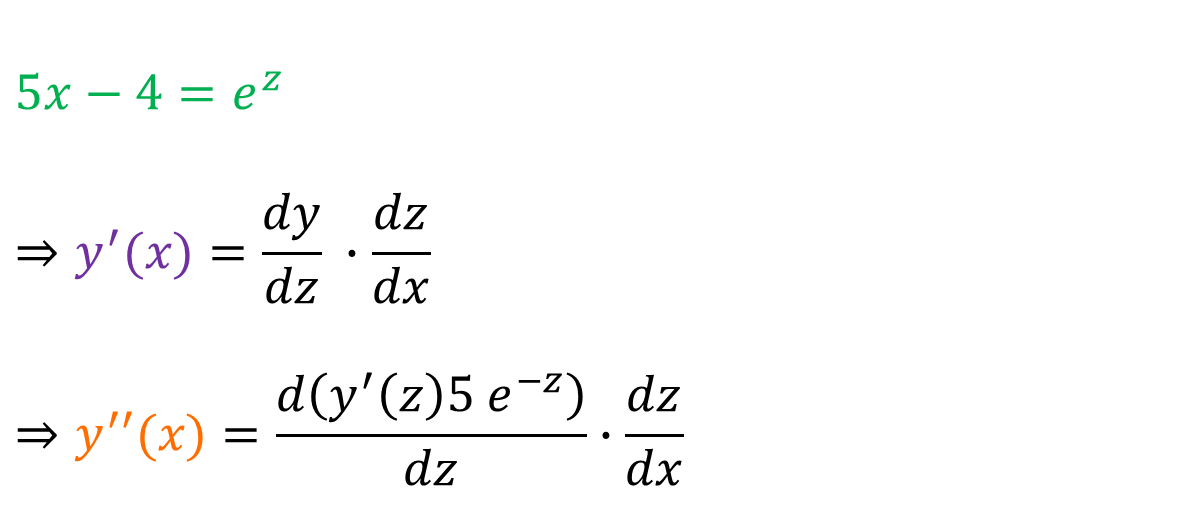 5x − 4 = e^z
⇒ y′(x) = dy/dz · dz/dx
⇒ y′′(x) = d(y′(z)5 e^−z)/dz · dz/dx